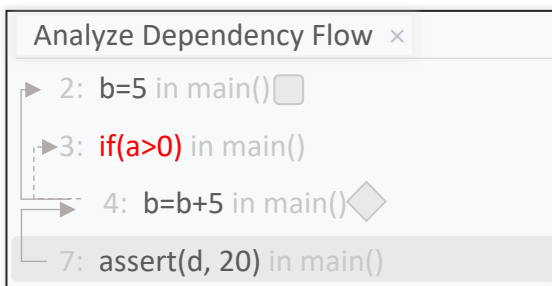 Analyze Dependency Flow ×
2: b=5 in main()
3: if(a>0) in main()
4: b=b+5 in main()
7: assert(d, 20) in main()